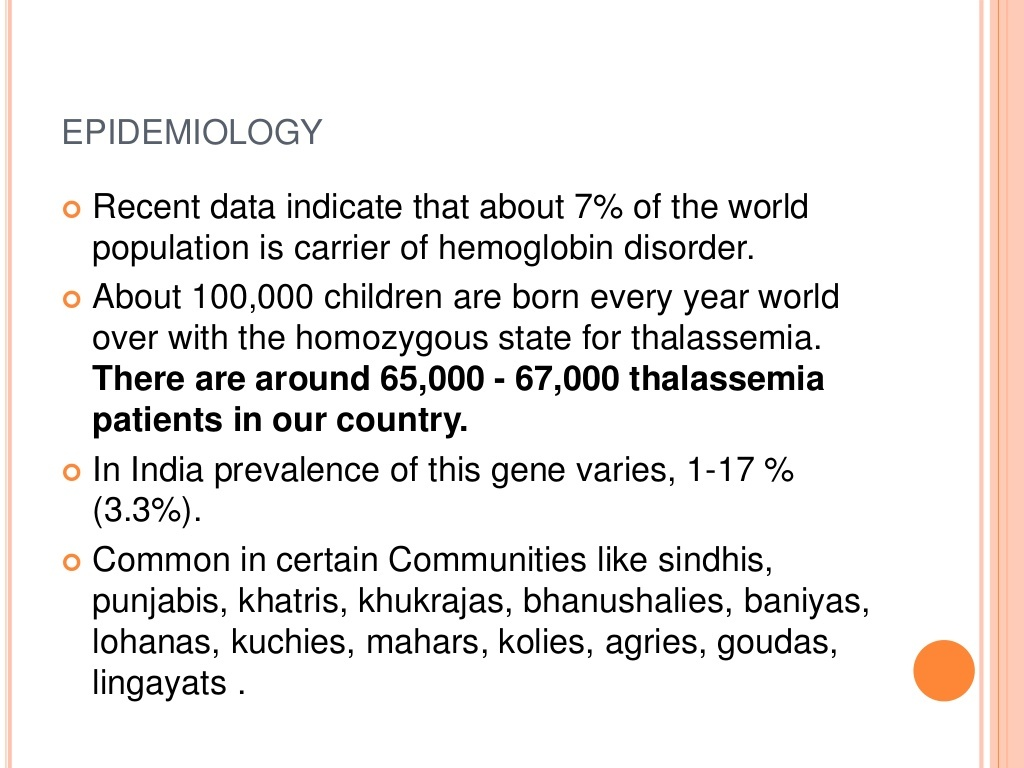 EPIDEMIOLOGY
Recent data indicate that about 7% of the world
population is carrier of hemoglobin disorder.
About 100,000 children are born every year world
over with the homozygous state for thalassemia.
There are around 65,000 - 67,000 thalassemia
patients in our country.
In India prevalence of this gene varies, 1-17 %
(3.3%).
Common in certain Communities like sindhis,
punjabis, khatris, khukrajas, bhanushalies, baniyas,
lohanas, kuchies, mahars, kolies, agries, goudas,
lingayats .